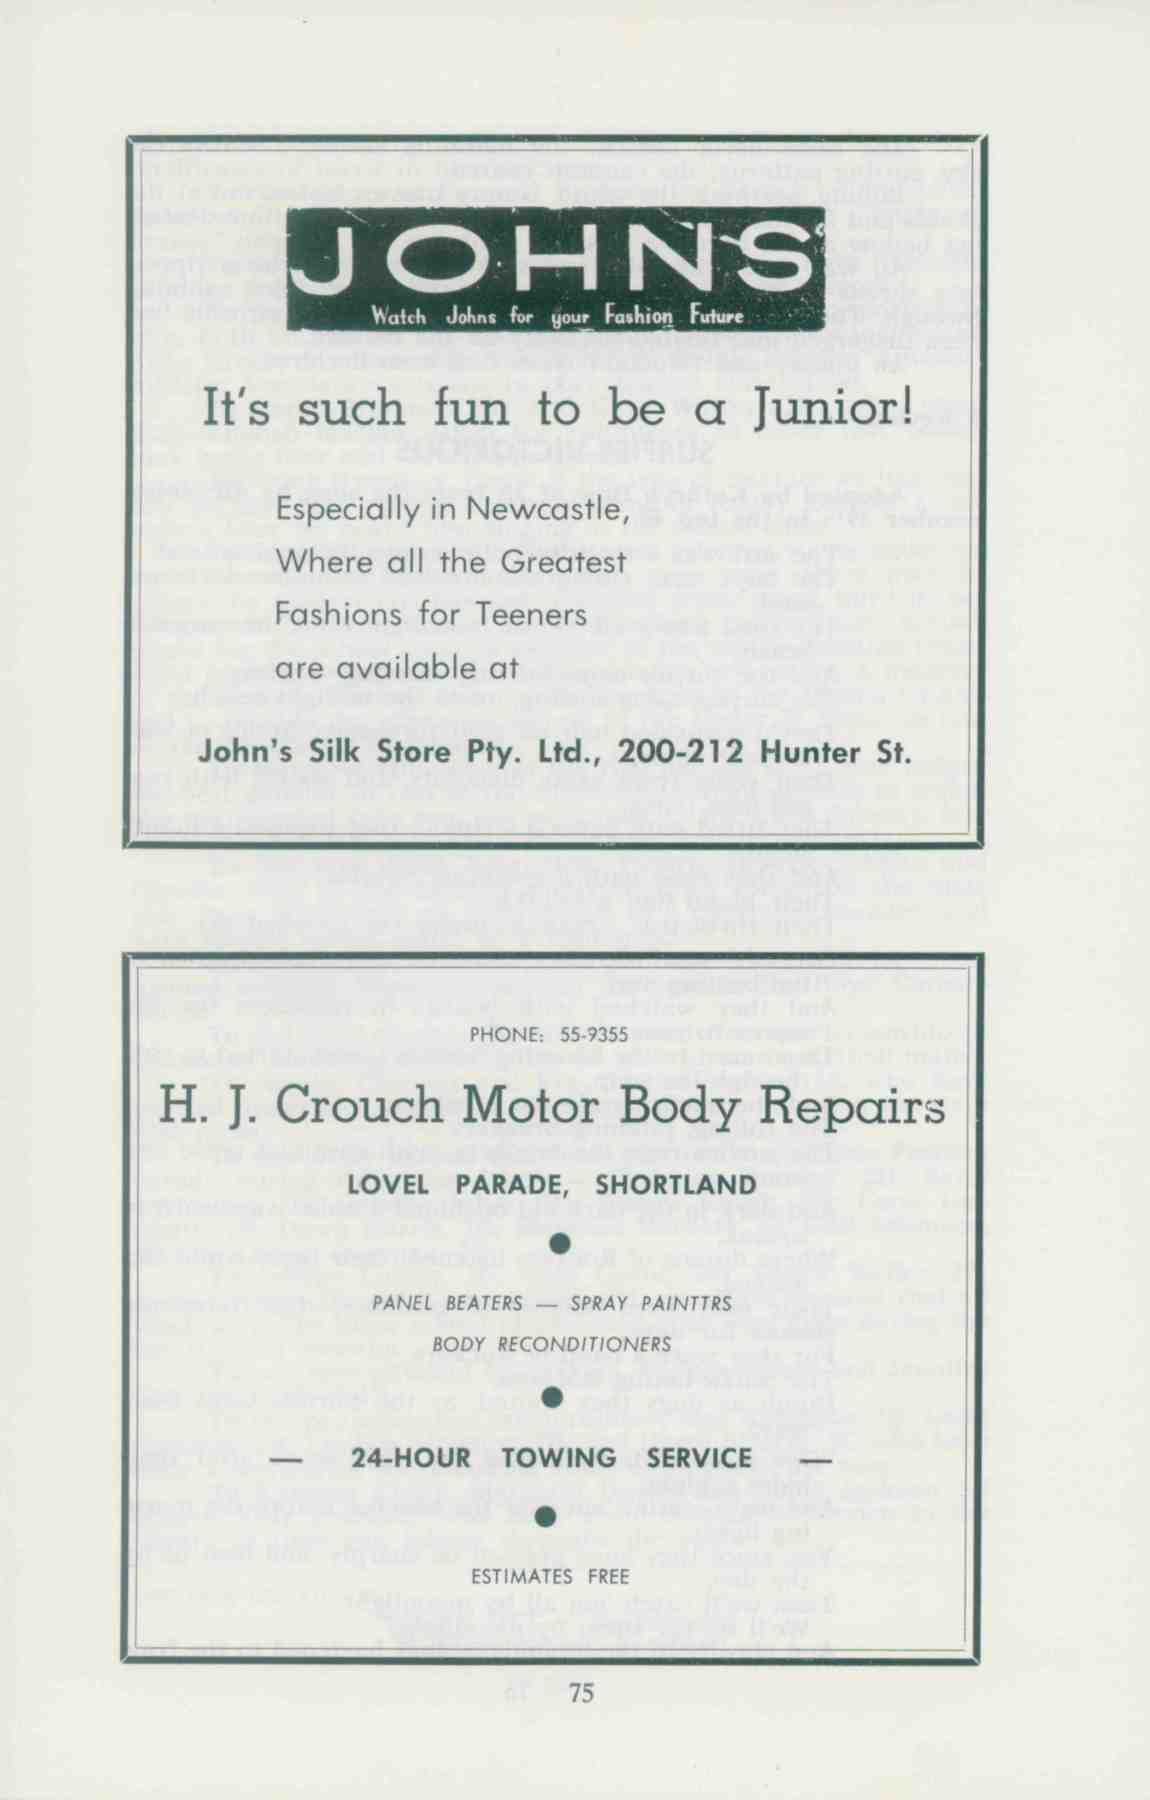 JOHNS
Watch Johns for your Fashion Future
It's such fun to be a Junior!
Especially in Newcastle,
Where all the Greatest
Fashions for Teeners
are available at
John's Silk Store Pty. Ltd., 200-212 Hunter St.
PHONE: 55-9355
H. J. Crouch Motor Body Repairs
LOVEL PARADE, SHORTLAND
PANEL BEATERS — SPRAY PAINTTRS
BODY RECONDITIONERS
— 24-HOUR TOWING SERVICE —
ESTIMATES FREE
75